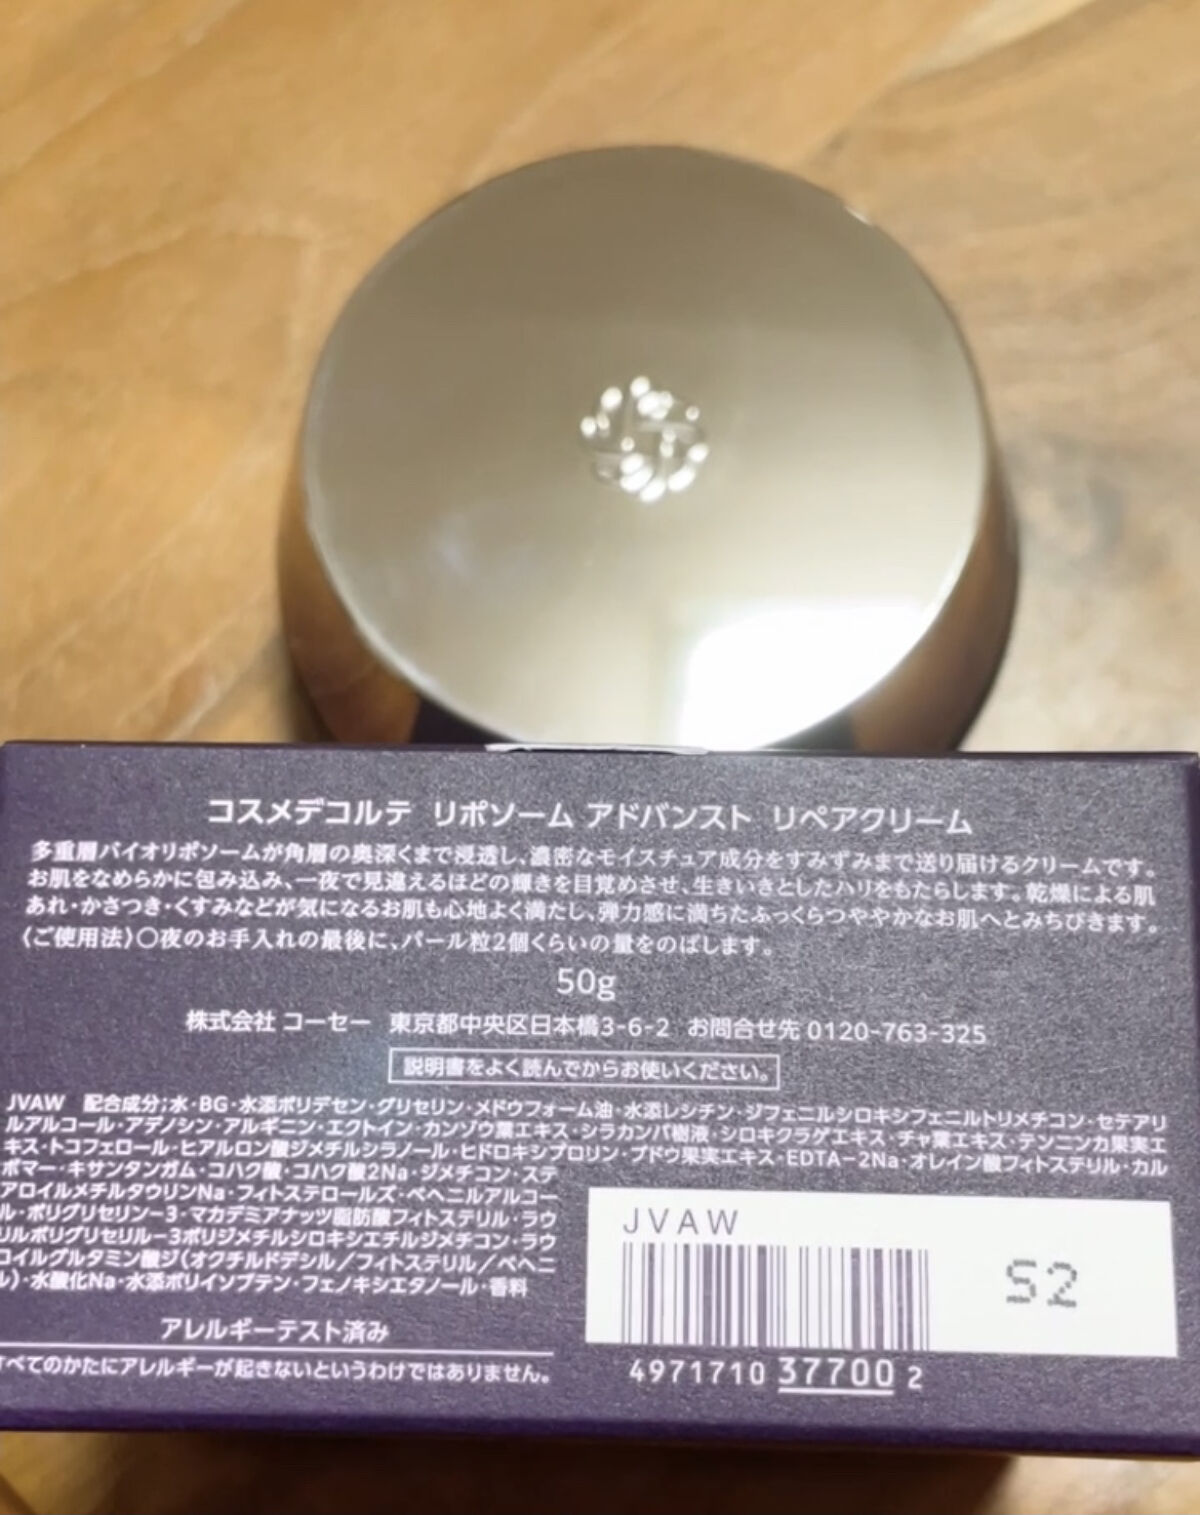 コスメデコルテ リポソーム アドバンスト リペアクリーム
多重層バイオリポソームが角層の奥深くまで浸透し、濃密なモイスチュア成分をすみずみまで送り届けるクリームです。
お肌をなめらかに包み込み、一夜で見違えるほどの輝きを目覚めさせ、生きいきとしたハリをもたらします。乾燥による肌
あれ・かさつき・くすみなどが気になるお肌も心地よく満たし、弾力感に満ちたふっくらつややかなお肌へとみちびきます。
〈ご使用法〉○夜のお手入れの最後に、パール粒2個くらいの量をのばします。
50g
株式会社 コーセー 東京都中央区日本橋3-6-2 お問合せ先 0120-763-325
説明書をよく読んでからお使いください。
JVAW 配合成分;水・BG・水添ポリデセン・グリセリン・メドウフォーム油・水添レシチン・ジフェニルシロキシフェニルトリメチコン・セテアリ
ルアルコール・アデノシン・アルギニン・エクトイン・カンゾウ葉エキス・シラカンバ樹液・シロキクラゲエキス・チャ葉エキス・テンニンカ果実エ
キス・トコフェロール・ヒアルロン酸ジメチルシラノール・ヒドロキシプロリン・ブドウ果実エキス・EDTA-2Na・オレイン酸フィトステリル・カル
ボマー・キサンタンガム・コハク酸・コハク酸2Na・ジメチコン・ステ
アロイルメチルタウリンNa・フィトステロールズ・ベヘニルアルコー
ル・ポリグリセリン-3・マカデミアナッツ脂肪酸フィトステリル・ラウ
リルポリグリセリル-3ポリジメチルシロキシエチルジメチコン・ラウ
ロイルグルタミン酸ジ(オクチルドデシル/フィトステリル/ベヘニ
ル)・水酸化Na・水添ポリイソブテン・フェノキシエタノール・香料
アレルギーテスト済み
すべてのかたにアレルギーが起きないというわけではありません。
JVAW
S2
4971710 37700 2